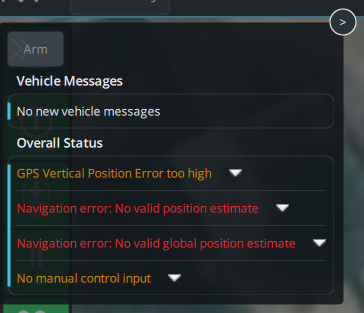 >
Arm
Vehicle Messages
No new vehicle messages
Overall Status
GPS Vertical Position Error too high
Navigation error: No valid position estimate
Navigation error: No valid global position estimate
No manual control input